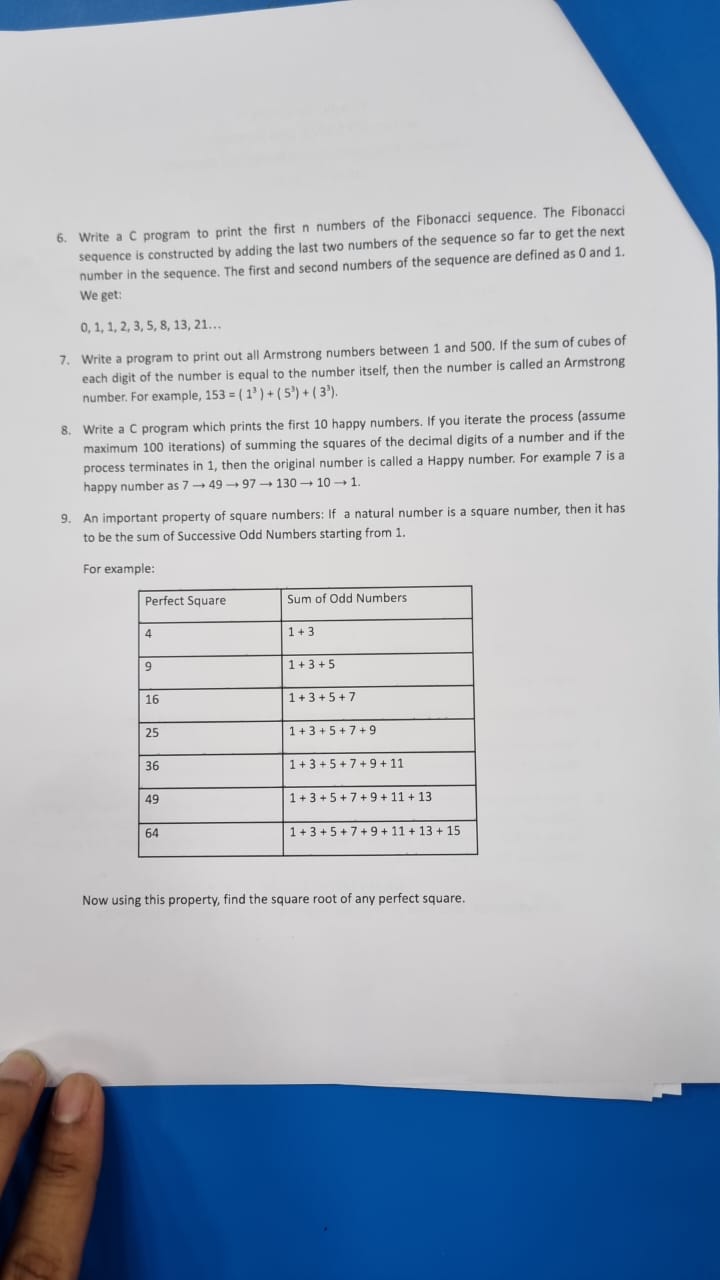 6. Write a C program to print the first n numbers of the Fibonacci sequence. The Fibonacci
sequence is constructed by adding the last two numbers of the sequence so far to get the next
number in the sequence. The first and second numbers of the sequence are defined as 0 and 1.
We get:
0, 1, 1, 2, 3, 5, 8, 13, 21...
7. Write a program to print out all Armstrong numbers between 1 and 500. If the sum of cubes of
each digit of the number is equal to the number itself, then the number is called an Armstrong
number. For example, 153 = ( 1³ ) + ( 5³) + ( 3³).
8. Write a C program which prints the first 10 happy numbers. If you iterate the process (assume
maximum 100 iterations) of summing the squares of the decimal digits of a number and if the
process terminates in 1, then the original number is called a Happy number. For example 7 is a
happy number as 7 → 49 → 97 → 130 → 10 → 1.
9. An important property of square numbers: If a natural number is a square number, then it has
to be the sum of Successive Odd Numbers starting from 1.
For example:
Perfect Square Sum of Odd Numbers
4 1 + 3
9 1 + 3 + 5
16 1 + 3 + 5 + 7
25 1 + 3 + 5 + 7 + 9
36 1 + 3 + 5 + 7 + 9 + 11
49 1 + 3 + 5 + 7 + 9 + 11 + 13
64 1 + 3 + 5 + 7 + 9 + 11 + 13 + 15
Now using this property, find the square root of any perfect square.